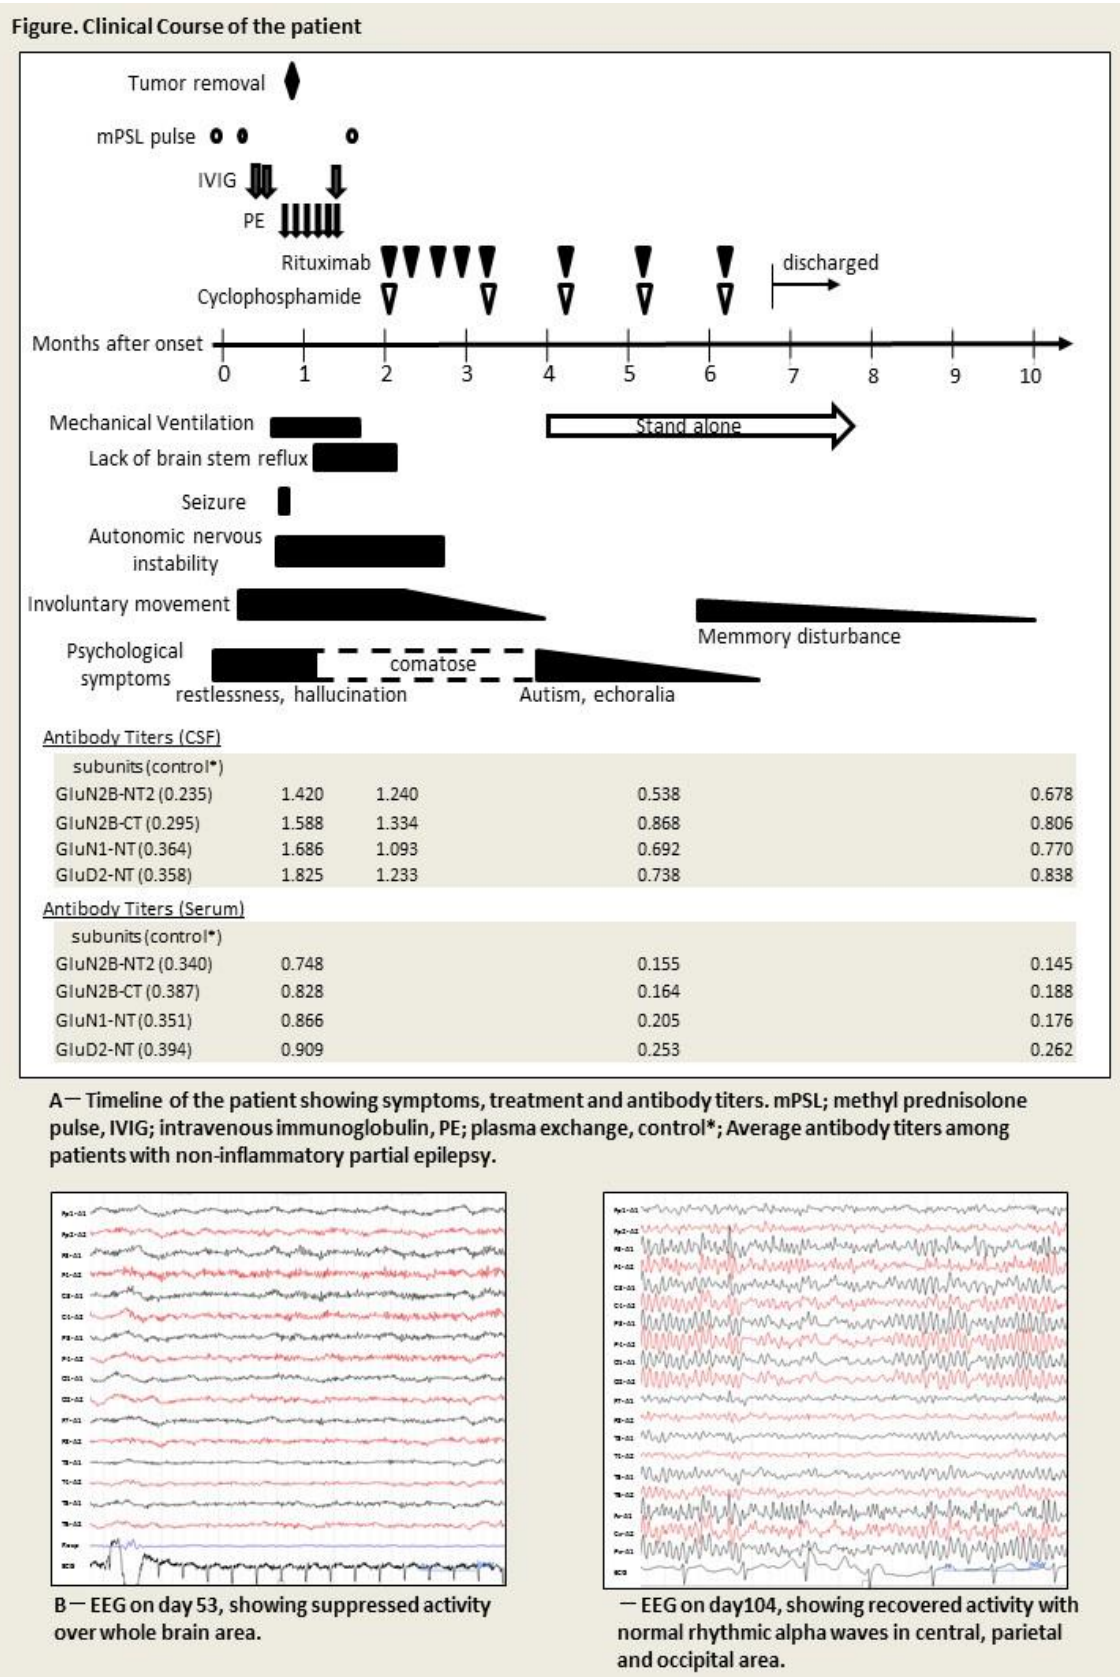 Figure. Clinical Course of the patient
Tumor removal
mPSL pulse
IVIG
PE
Rituximab
discharged
Cyclophosphamide
Months after onset
0 1 2 3 4 5 6 7 8 9 10
Mechanical Ventilation
Stand alone
Lack of brain stem reflux
Seizure
Autonomic nervous
instability
Involuntary movement
Memmory disturbance
Psychological
symptoms
comatose
restlessness, hallucination
Autism, echoralia
Antibody Titers (CSF)
subunits (control*)
GluN2B-NT2 (0.235) 1.420 1.240 0.538 0.678
GluN2B-CT (0.295) 1.588 1.334 0.868 0.806
GluN1-NT (0.364) 1.686 1.093 0.692 0.770
GluD2-NT (0.358) 1.825 1.233 0.738 0.838
Antibody Titers (Serum)
subunits (control*)
GluN2B-NT2 (0.340) 0.748 0.155 0.145
GluN2B-CT (0.387) 0.828 0.164 0.188
GluN1-NT (0.351) 0.866 0.205 0.176
GluD2-NT (0.394) 0.909 0.253 0.262
A— Timeline of the patient showing symptoms, treatment and antibody titers. mPSL; methyl prednisolone
pulse, IVIG; intravenous immunoglobulin, PE; plasma exchange, control*; Average antibody titers among
patients with non-inflammatory partial epilepsy.
B— EEG on day 53, showing suppressed activity
over whole brain area.
— EEG on day104, showing recovered activity with
normal rhythmic alpha waves in central, parietal
and occipital area.